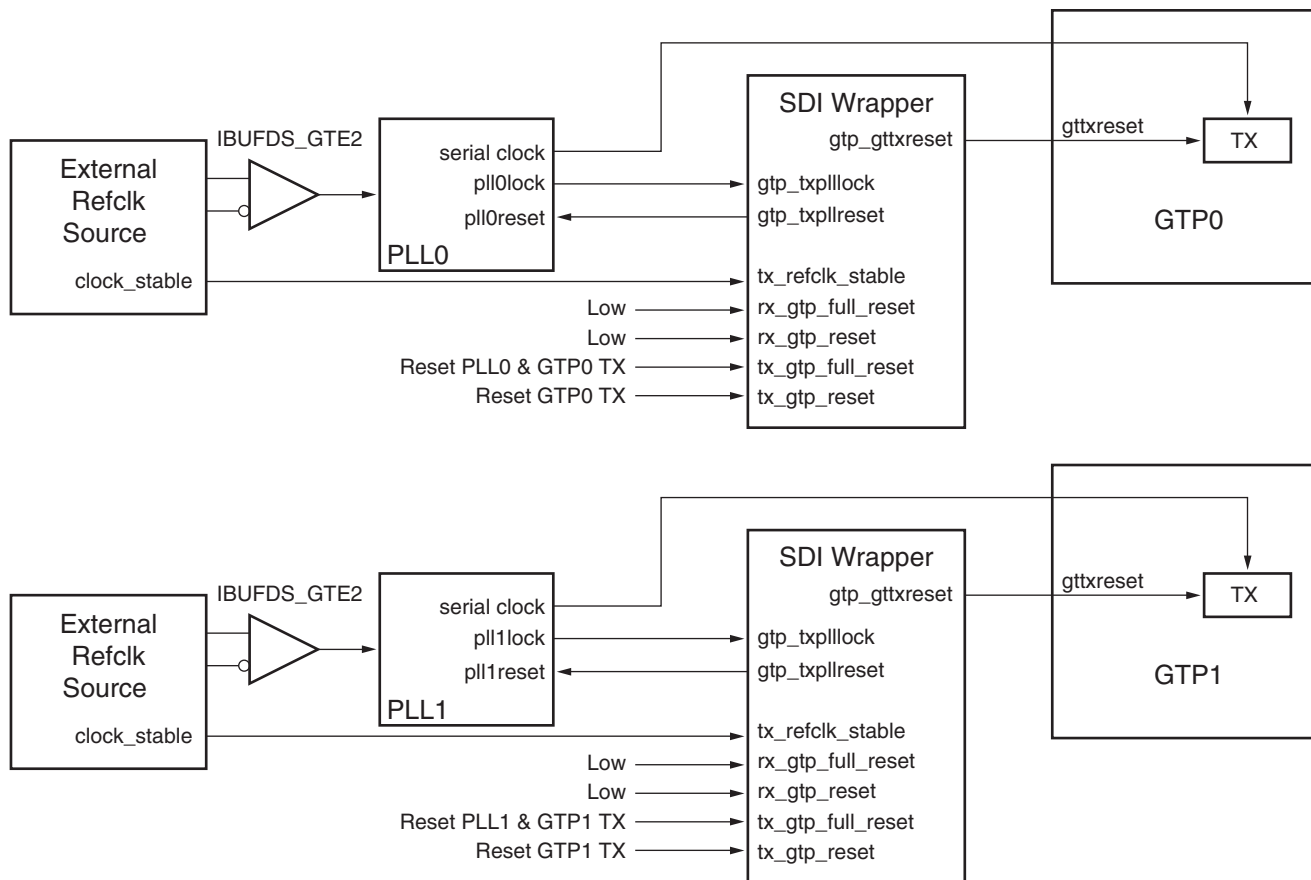 GTP0
SDI Wrapper
IBUFDS_GTE2
External
Refclk
Source
clock_stable
serial clock
pll0lock
pll0reset
PLL0
gtp_gttxreset
gttxreset
TX
gtp_txplllock
gtp_txpllreset
tx_refclk_stable
Low
rx_gtp_full_reset
Low
rx_gtp_reset
Reset PLL0 & GTP0 TX
tx_gtp_full_reset
Reset GTP0 TX
tx_gtp_reset
SDI Wrapper
IBUFDS_GTE2
External
Refclk
Source
clock_stable
serial clock
pll1lock
pll1reset
PLL1
gtp_gttxreset
gttxreset
TX
GTP1
gtp_txplllock
gtp_txpllreset
tx_refclk_stable
Low
rx_gtp_full_reset
Low
rx_gtp_reset
Reset PLL1 & GTP1 TX
tx_gtp_full_reset
Reset GTP1 TX
tx_gtp_reset